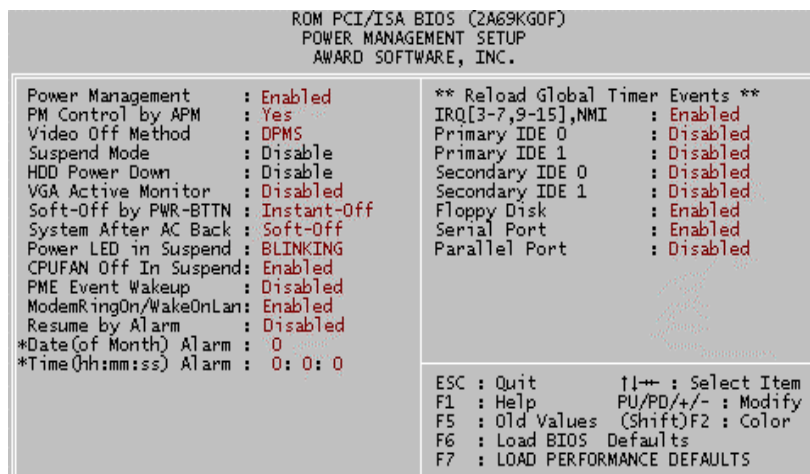 ROM PCI/ISA BIOS (2A69KG0F)
POWER MANAGEMENT SETUP
AWARD SOFTWARE, INC.
Power Management : Enabled
PM Control by APM : Yes
Video Off Method : DPMS
Suspend Mode : Disable
HDD Power Down : Disable
VGA Active Monitor : Disabled
Soft-Off by PWR-BTTN : Instant-Off
System After AC Back : Soft-Off
Power LED in Suspend : BLINKING
CPUFAN Off In Suspend: Enabled
PME Event Wakeup : Disabled
ModemRingOn/WakeOnLan: Enabled
Resume by Alarm : Disabled
*Date(of Month) Alarm : 0
*Time(hh:mm:ss) Alarm : 0: 0: 0
** Reload Global Timer Events **
IRQ[3-7,9-15],NMI : Enabled
Primary IDE 0 : Disabled
Primary IDE 1 : Disabled
Secondary IDE 0 : Disabled
Secondary IDE 1 : Disabled
Floppy Disk : Enabled
Serial Port : Enabled
Parallel Port : Disabled
ESC : Quit ↑↓→← : Select Item
F1 : Help PU/PD/+/- : Modify
F5 : Old Values (Shift)F2 : Color
F6 : Load BIOS Defaults
F7 : LOAD PERFORMANCE DEFAULTS